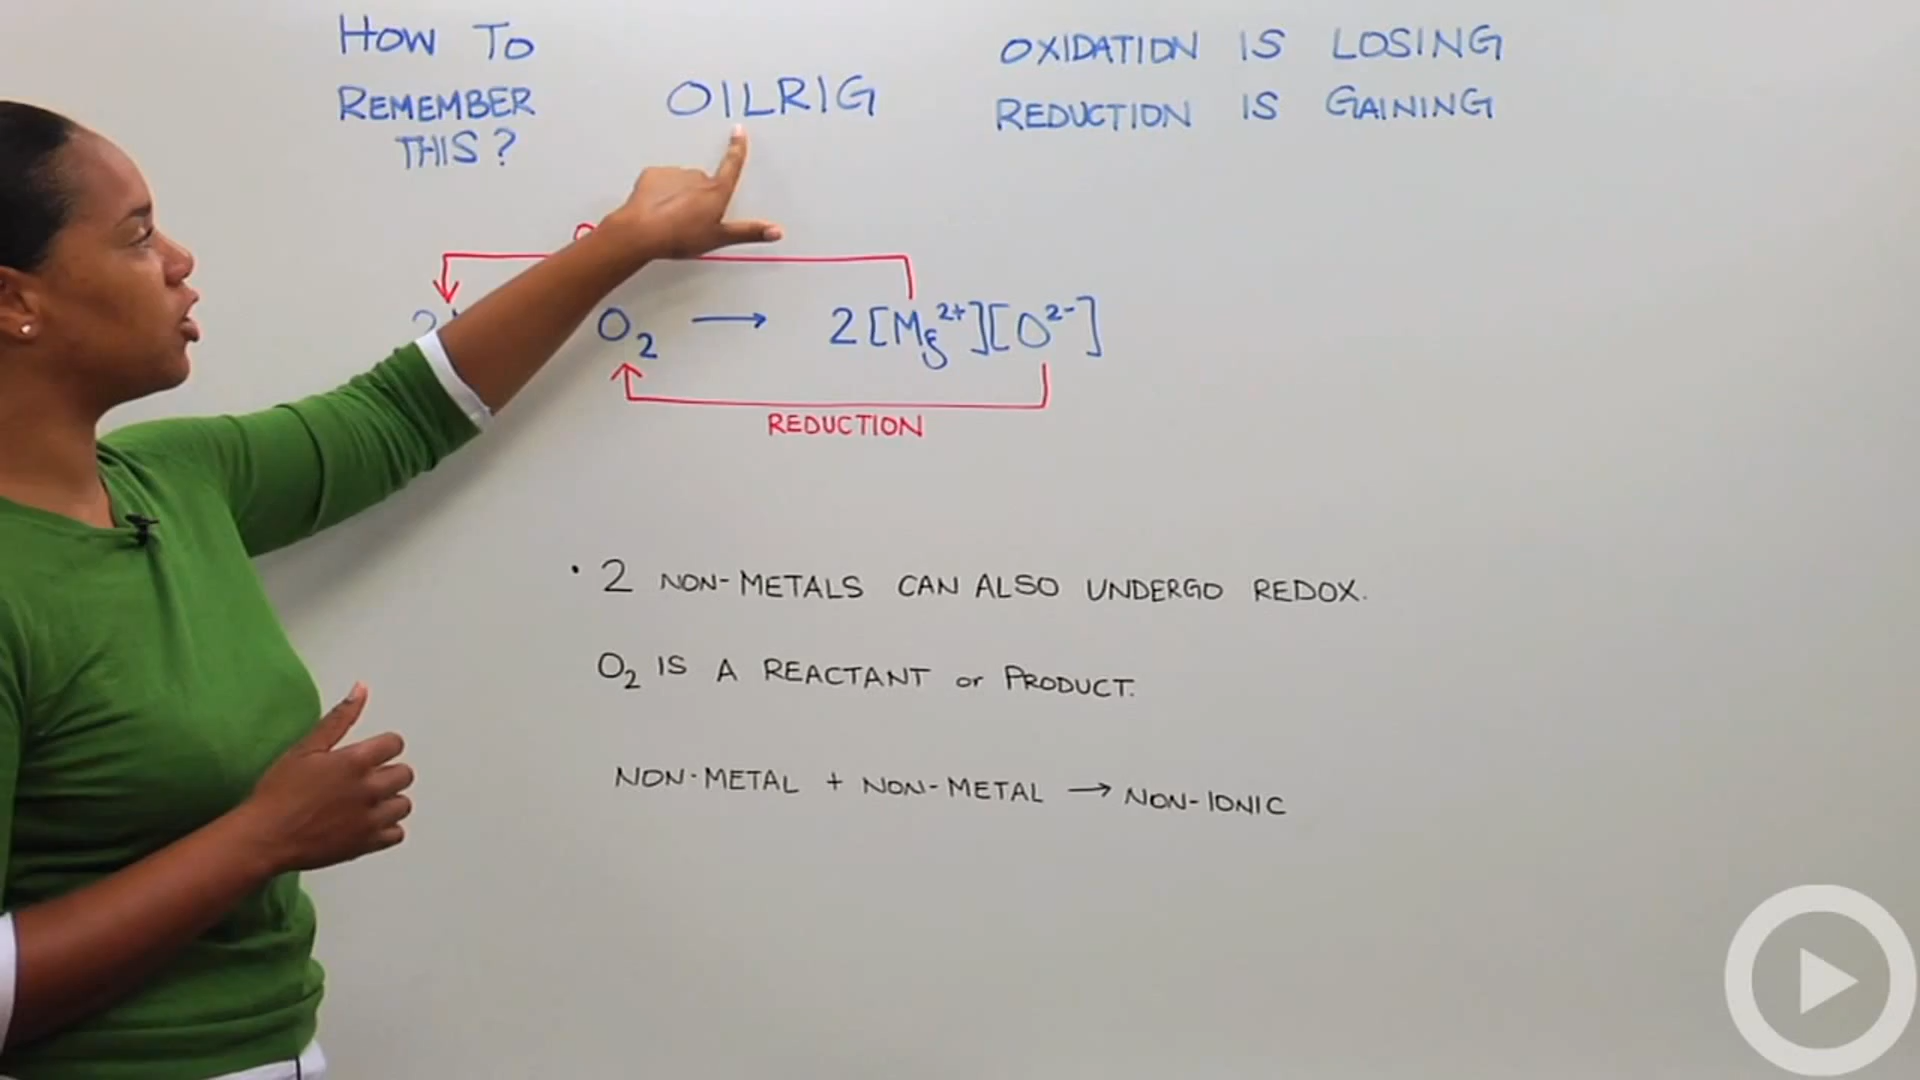 HOW TO
REMEMBER
THIS?
OILRIG
OXIDATION IS LOSING
REDUCTION IS GAINING
2 O₂ → 2[Mg²⁺][O²⁻]
REDUCTION
• 2 NON-METALS CAN ALSO UNDERGO REDOX.
O₂ IS A REACTANT or PRODUCT.
NON-METAL + NON-METAL → NON-IONIC